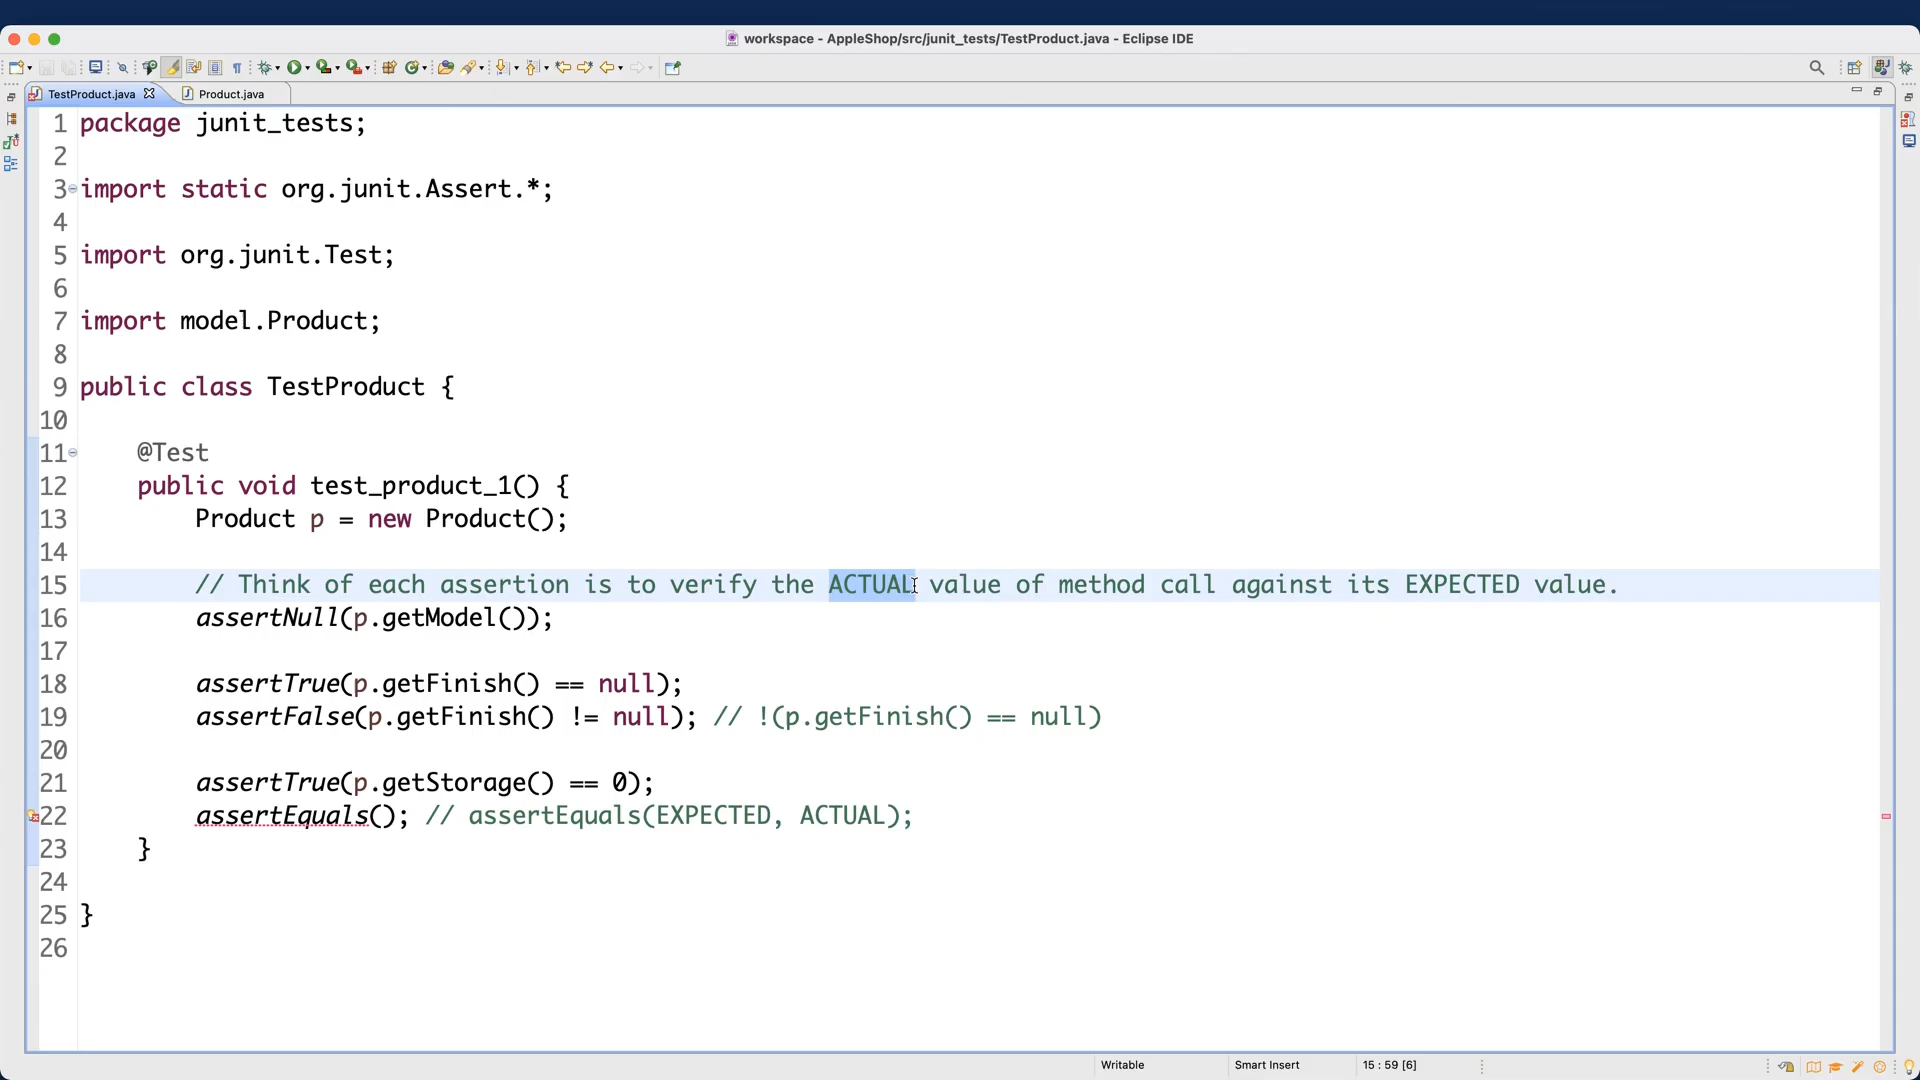 workspace - AppleShop/src/junit_tests/TestProduct.java - Eclipse IDE
TestProduct.java Product.java
1 package junit_tests;
2
3 import static org.junit.Assert.*;
4
5 import org.junit.Test;
6
7 import model.Product;
8
9 public class TestProduct {
10
11 @Test
12 public void test_product_1() {
13 Product p = new Product();
14
15 // Think of each assertion is to verify the ACTUAL value of method call against its EXPECTED value.
16 assertNull(p.getModel());
17
18 assertTrue(p.getFinish() == null);
19 assertFalse(p.getFinish() != null); // !(p.getFinish() == null)
20
21 assertTrue(p.getStorage() == 0);
22 assertEquals(); // assertEquals(EXPECTED, ACTUAL);
23 }
24
25 }
26
Writable Smart Insert 15 : 59 [6]